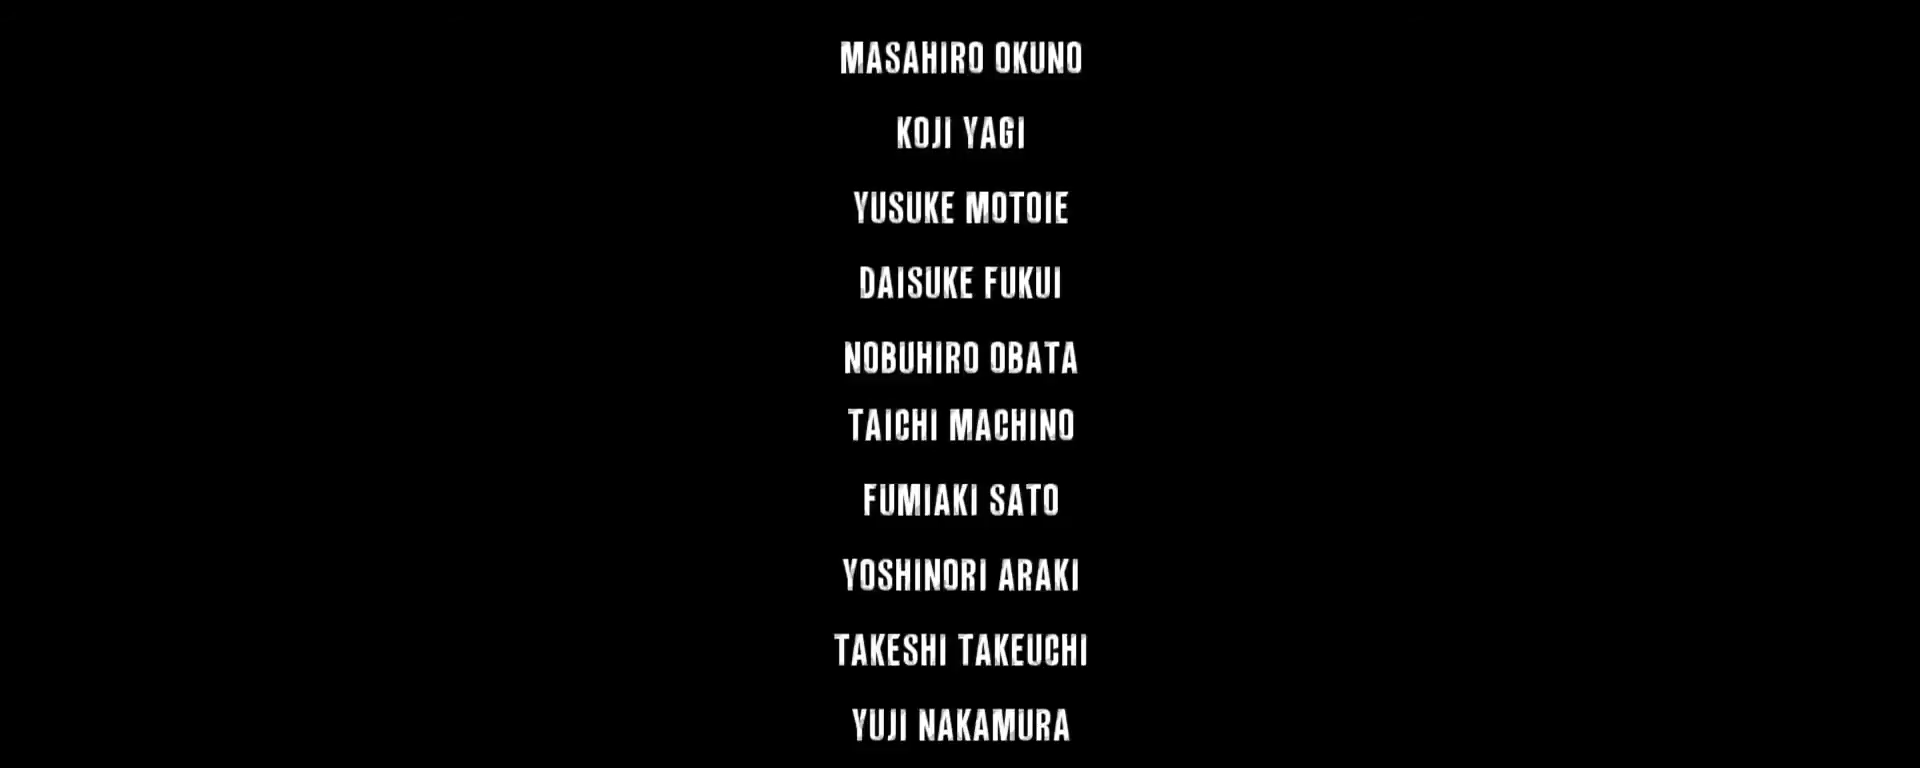 MASAHIRO OKUNO
KOJI YAGI
YUSUKE MOTOIE
DAISUKE FUKUI
NOBUHIRO OBATA
TAICHI MACHINO
FUMIAKI SATO
YOSHINORI ARAKI
TAKESHI TAKEUCHI
YUJI NAKAMURA